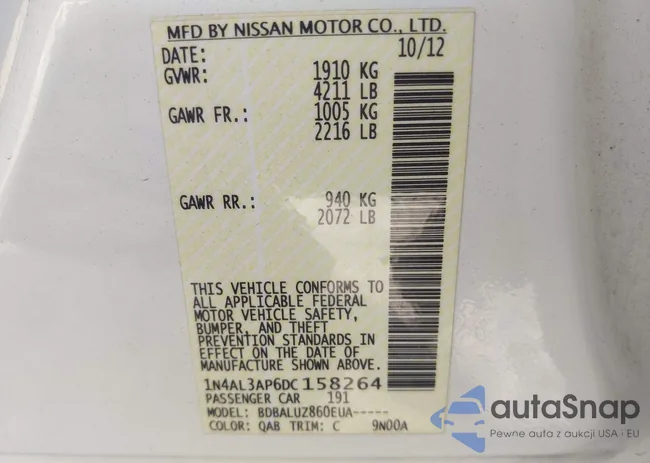 MFD BY NISSAN MOTOR CO., LTD.
DATE: 10/12
GVWR: 1910 KG
4211 LB
GAWR FR.: 1005 KG
2216 LB
GAWR RR.: 940 KG
2072 LB
THIS VEHICLE CONFORMS TO
ALL APPLICABLE FEDERAL
MOTOR VEHICLE SAFETY,
BUMPER, AND THEFT
PREVENTION STANDARDS IN
EFFECT ON THE DATE OF
MANUFACTURE SHOWN ABOVE.
1N4AL3AP6DC158264
PASSENGER CAR 191
MODEL: BDBALUZ860EUA-----
COLOR: QAB TRIM: C 9N00A
autoSnap
Pewne auta z aukcji USA i EU